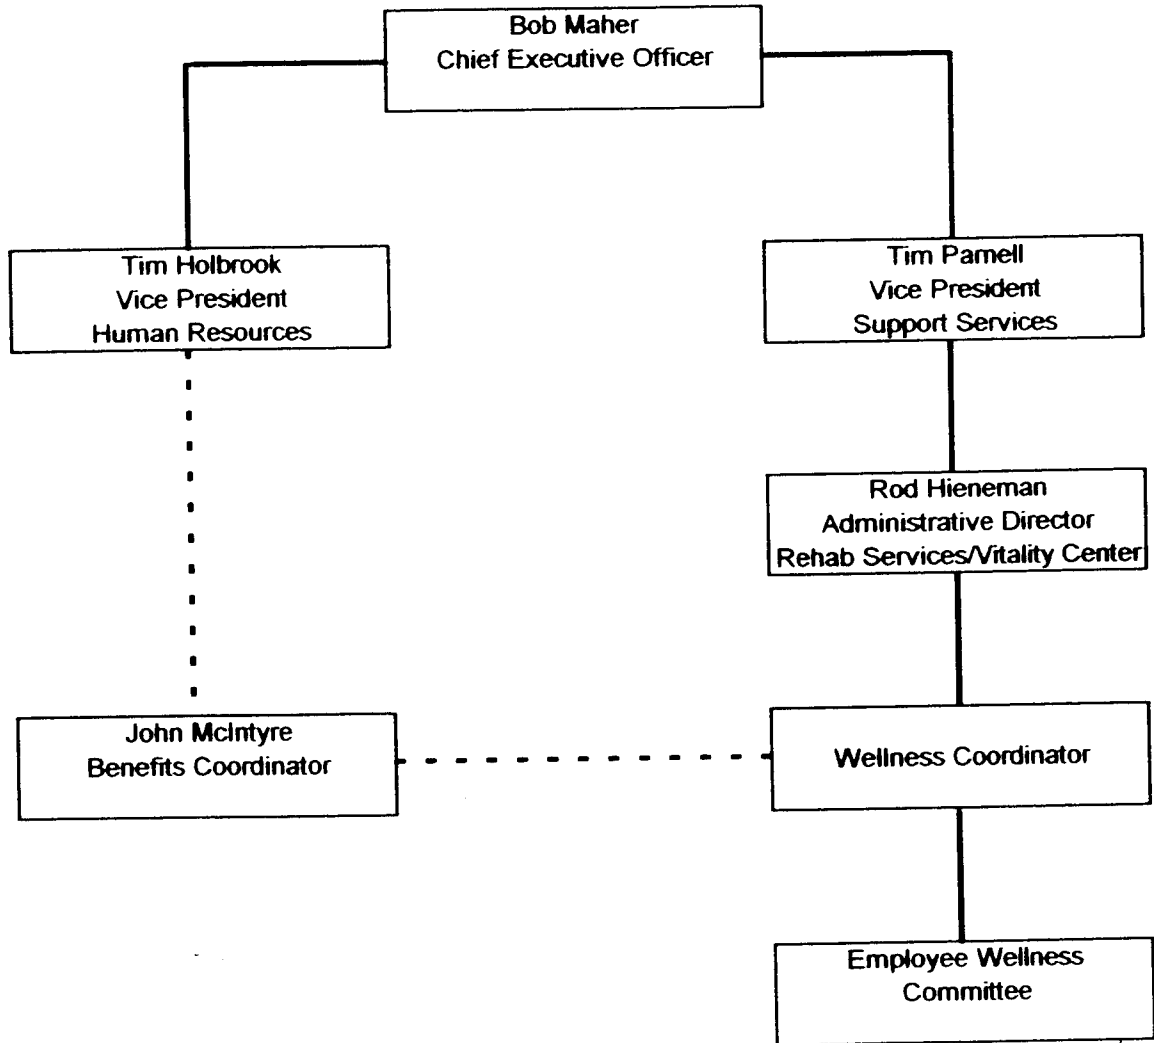 Bob Maher
Chief Executive Officer
Tim Holbrook
Vice President
Human Resources
Tim Parnell
Vice President
Support Services
Rod Hieneman
Administrative Director
Rehab Services/Vitality Center
John McIntyre
Benefits Coordinator
Wellness Coordinator
Employee Wellness
Committee